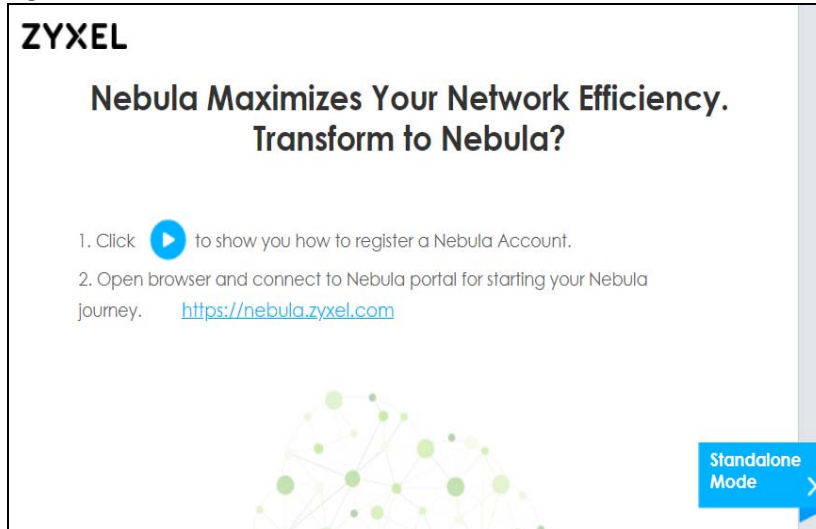 ZYXEL
Nebula Maximizes Your Network Efficiency.
Transform to Nebula?
1. Click to show you how to register a Nebula Account.
2. Open browser and connect to Nebula portal for starting your Nebula
journey. https://nebula.zyxel.com
Standalone
Mode